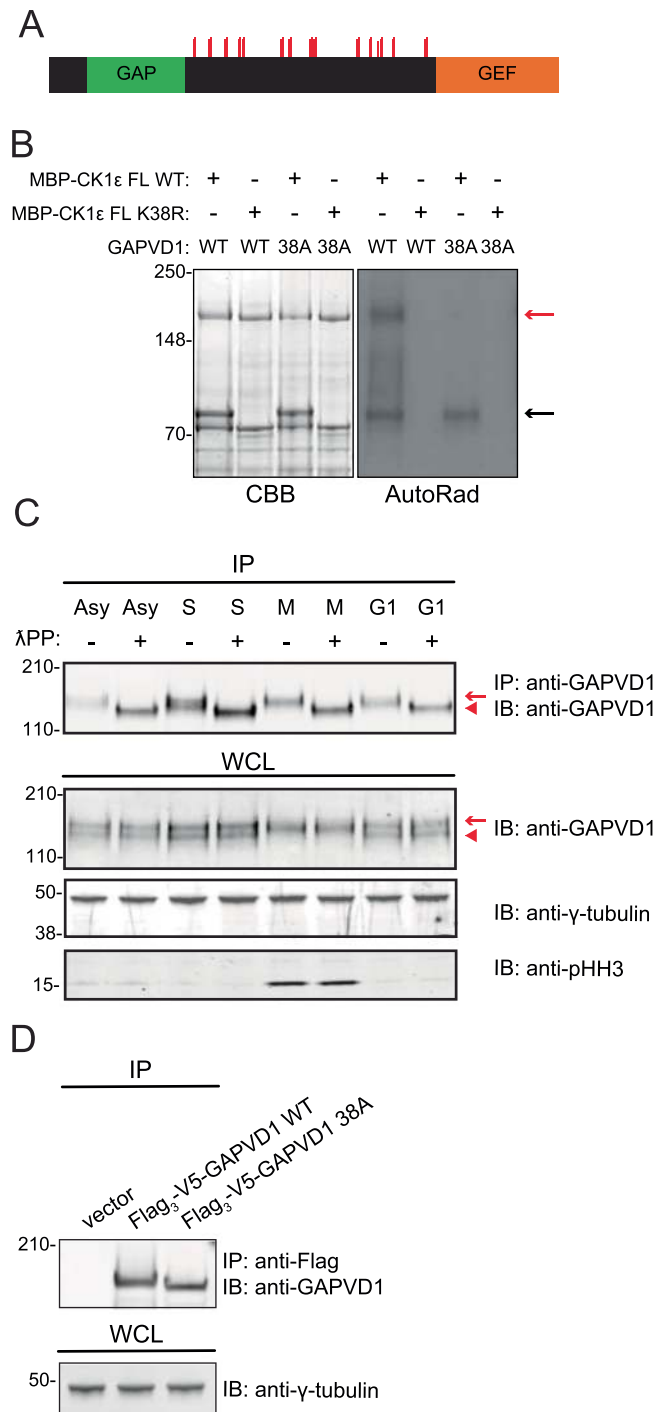 A
GAP GEF
B
MBP-CK1ε FL WT: + - + - + - + -
MBP-CK1ε FL K38R: - + - + - + - +
GAPVD1: WT WT 38A 38A WT WT 38A 38A
250-
148-
70-
CBB AutoRad
C
IP
Asy Asy S S M M G1 G1
λPP: - + - + - + - +
210-
110-
IP: anti-GAPVD1
IB: anti-GAPVD1
WCL
210-
110-
IB: anti-GAPVD1
50-
38-
IB: anti-γ-tubulin
15-
IB: anti-pHH3
D
IP
vector
Flag3-V5-GAPVD1 WT
Flag3-V5-GAPVD1 38A
210-
IP: anti-Flag
IB: anti-GAPVD1
WCL
50-
IB: anti-γ-tubulin